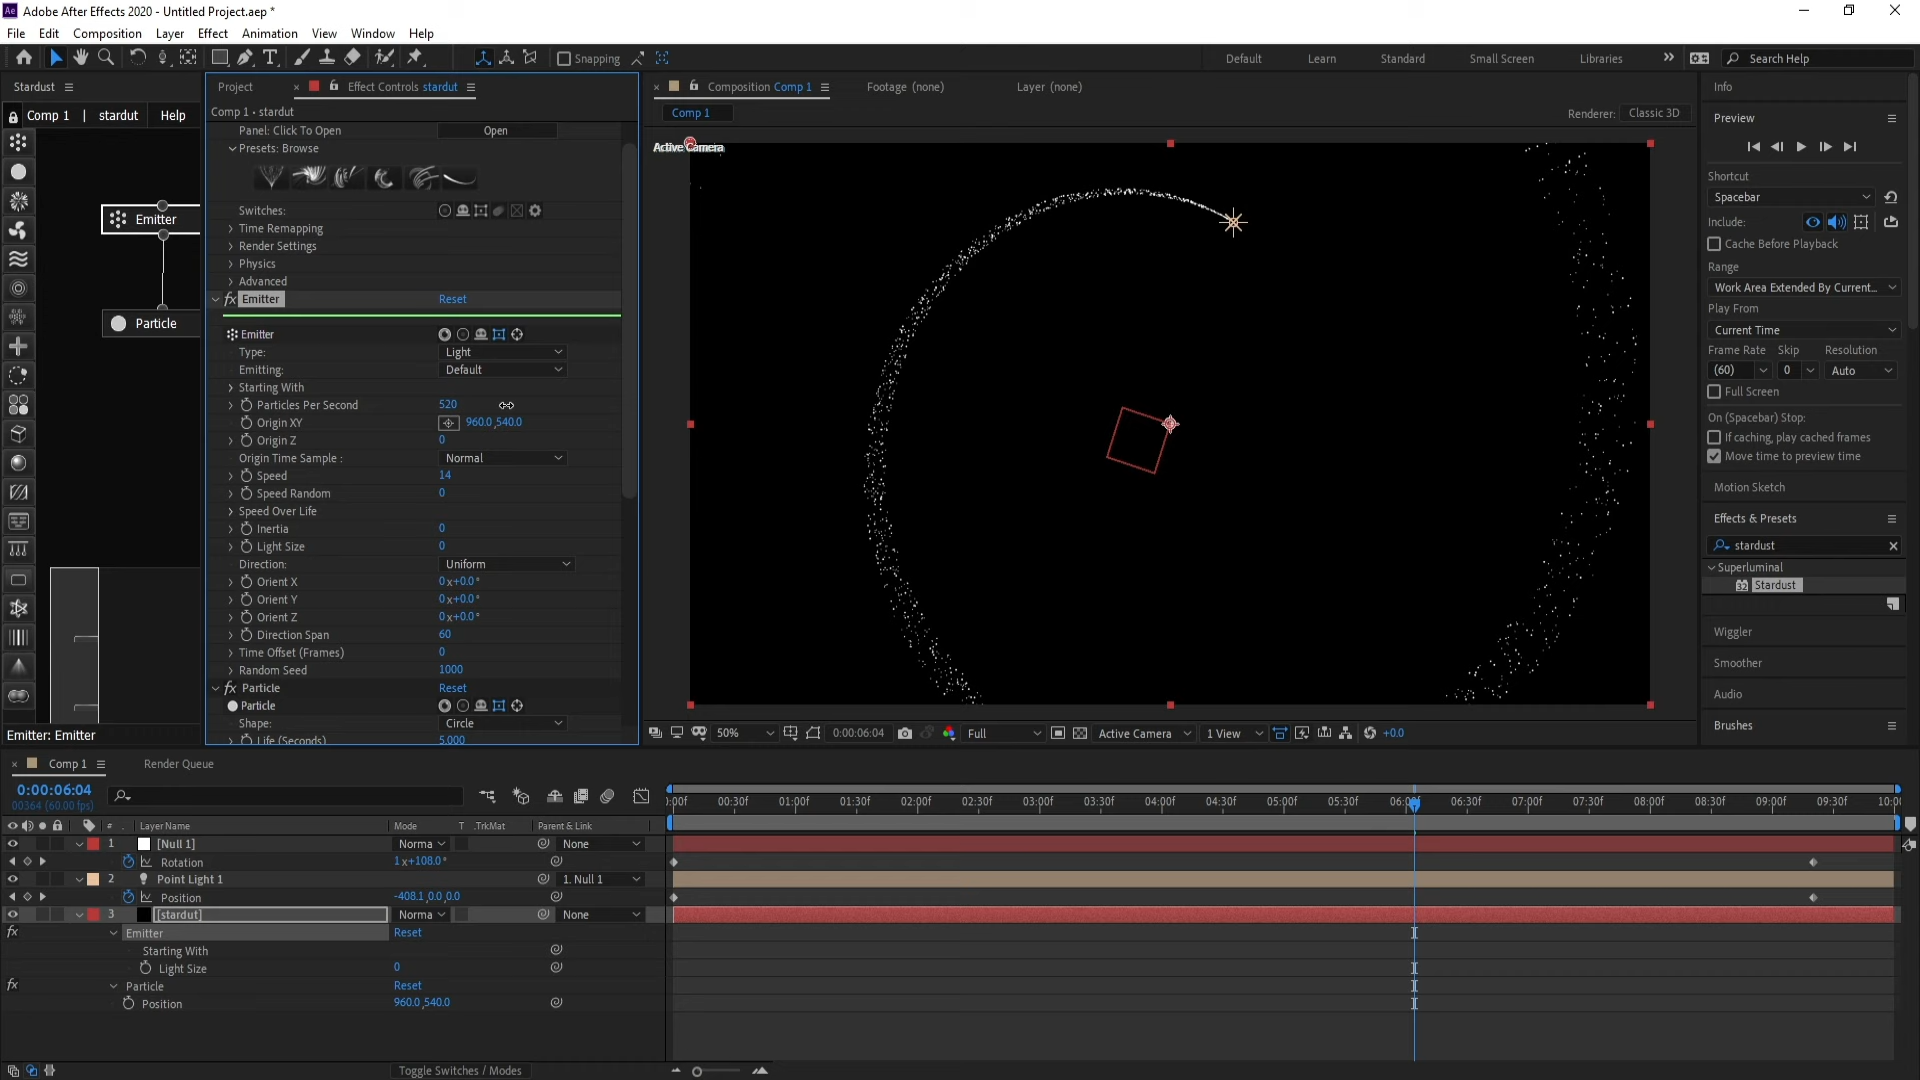 Ae Adobe After Effects 2020 - Untitled Project.aep *
File Edit Composition Layer Effect Animation View Window Help
Snapping
Default Learn Standard Small Screen Libraries Search Help
Stardust
Comp 1 | stardut Help
Emitter
Particle
Emitter: Emitter
Project Effect Controls stardut
Comp 1 • stardut
Panel: Click To Open Open
Presets: Browse
Switches:
Time Remapping
Render Settings
Physics
Advanced
fx Emitter Reset
Emitter
Type: Light
Emitting: Default
Starting With
Particles Per Second 520
Origin XY 960.0,540.0
Origin Z 0
Origin Time Sample : Normal
Speed 14
Speed Random 0
Speed Over Life
Inertia 0
Light Size 0
Direction: Uniform
Orient X 0x+0.0°
Orient Y 0x+0.0°
Orient Z 0x+0.0°
Direction Span 60
Time Offset (Frames) 0
Random Seed 1000
fx Particle Reset
Particle
Shape: Circle
Life (Seconds) 5.000
Composition Comp 1 Footage (none) Layer (none)
Comp 1
Renderer: Classic 3D
Active Camera
50% 0:00:06:04 Full Active Camera 1 View +0.0
Info
Preview
Shortcut
Spacebar
Include:
Cache Before Playback
Range
Work Area Extended By Current...
Play From
Current Time
Frame Rate Skip Resolution
(60) 0 Auto
Full Screen
On (Spacebar) Stop:
If caching, play cached frames
Move time to preview time
Motion Sketch
Effects & Presets
stardust
Superluminal
32 Stardust
Wiggler
Smoother
Audio
Brushes
Comp 1 Render Queue
0:00:06:04
00364 (60.00 fps)
:00f 00:30f 01:00f 01:30f 02:00f 02:30f 03:00f 03:30f 04:00f 04:30f 05:00f 05:30f 06:00f 06:30f 07:00f 07:30f 08:00f 08:30f 09:00f 09:30f 10:00
# Layer Name Mode T .TrkMat Parent & Link
1 [Null 1] Norma None
Rotation 1x+108.0°
2 Point Light 1 1. Null 1
Position -408.1,0.0,0.0
3 [stardut] Norma None
fx Emitter Reset
Starting With
Light Size 0
fx Particle Reset
Position 960.0,540.0
Toggle Switches / Modes